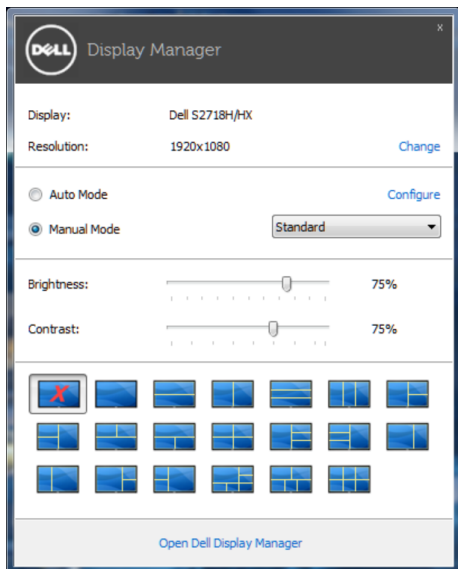 x
DELL Display Manager
Display: Dell S2718H/HX
Resolution: 1920x1080 Change
Auto Mode Configure
Manual Mode Standard
Brightness: 75%
Contrast: 75%
X
Open Dell Display Manager